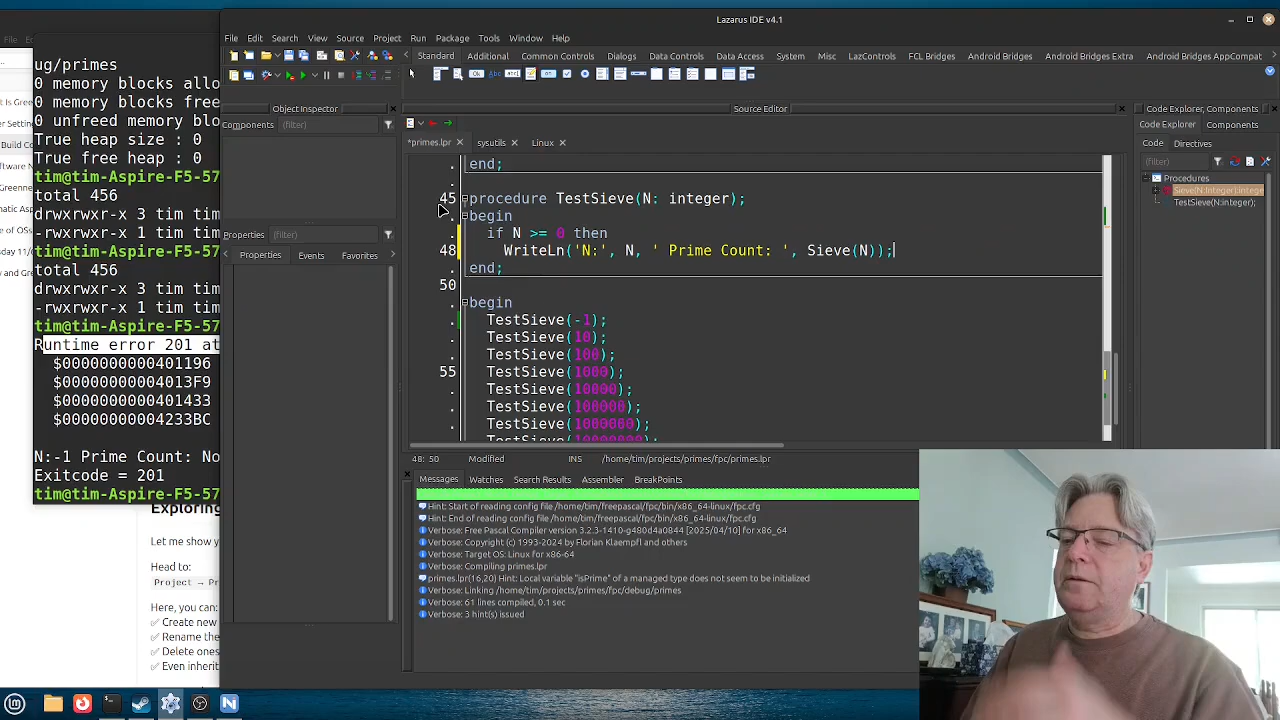 Lazarus IDE v4.1
File Edit Search View Source Project Run Package Tools Window Help
Standard Additional Common Controls Dialogs Data Controls Data Access System Misc LazControls FCL Bridges Android Bridges Android Bridges Extra Android Bridges AppCompat
Object Inspector
Components (filter)
Properties (filter)
Properties Events Favorites
Source Editor
*primes.lpr sysutils Linux
end;
45 procedure TestSieve(N: integer);
begin
if N >= 0 then
48 WriteLn('N:', N, ' Prime Count: ', Sieve(N));
end;
50
begin
TestSieve(-1);
TestSieve(10);
TestSieve(100);
55 TestSieve(1000);
TestSieve(10000);
TestSieve(100000);
TestSieve(1000000);
TestSieve(10000000);
48: 50 Modified INS /home/tim/projects/primes/fpc/primes.lpr
Messages Watches Search Results Assembler BreakPoints
Hint: Start of reading config file /home/tim/freepascal/fpc/bin/x86_64-linux/fpc.cfg
Hint: End of reading config file /home/tim/freepascal/fpc/bin/x86_64-linux/fpc.cfg
Verbose: Free Pascal Compiler version 3.2.3-1410-g480d4a0844 [2025/04/10] for x86_64
Verbose: Copyright (c) 1993-2024 by Florian Klaempfl and others
Verbose: Target OS: Linux for x86-64
Verbose: Compiling primes.lpr
primes.lpr(16,20) Hint: Local variable "isPrime" of a managed type does not seem to be initialized
Verbose: Linking /home/tim/projects/primes/fpc/debug/primes
Verbose: 61 lines compiled, 0.1 sec
Verbose: 3 hint(s) issued
Code Explorer, Components
Code Explorer Components
Code Directives
(filter)
Procedures
Sieve(N:Integer):intege
TestSieve(N:integer);
ug/primes
0 memory blocks allo
0 memory blocks free
0 unfreed memory blo
True heap size : 0
True free heap : 0
tim@tim-Aspire-F5-57
total 456
drwxrwxr-x 3 tim tim
-rwxrwxr-x 1 tim tim
tim@tim-Aspire-F5-57
total 456
drwxrwxr-x 3 tim tim
-rwxrwxr-x 1 tim tim
tim@tim-Aspire-F5-57
Runtime error 201 at
$0000000000401196
$00000000004013F9
$0000000000401433
$00000000004233BC
N:-1 Prime Count: No
Exitcode = 201
tim@tim-Aspire-F5-57
Exploring
Let me show y
Head to:
Project → Pr
Here, you can:
✅ Create new
✅ Rename the
✅ Delete ones
✅ Even inherit